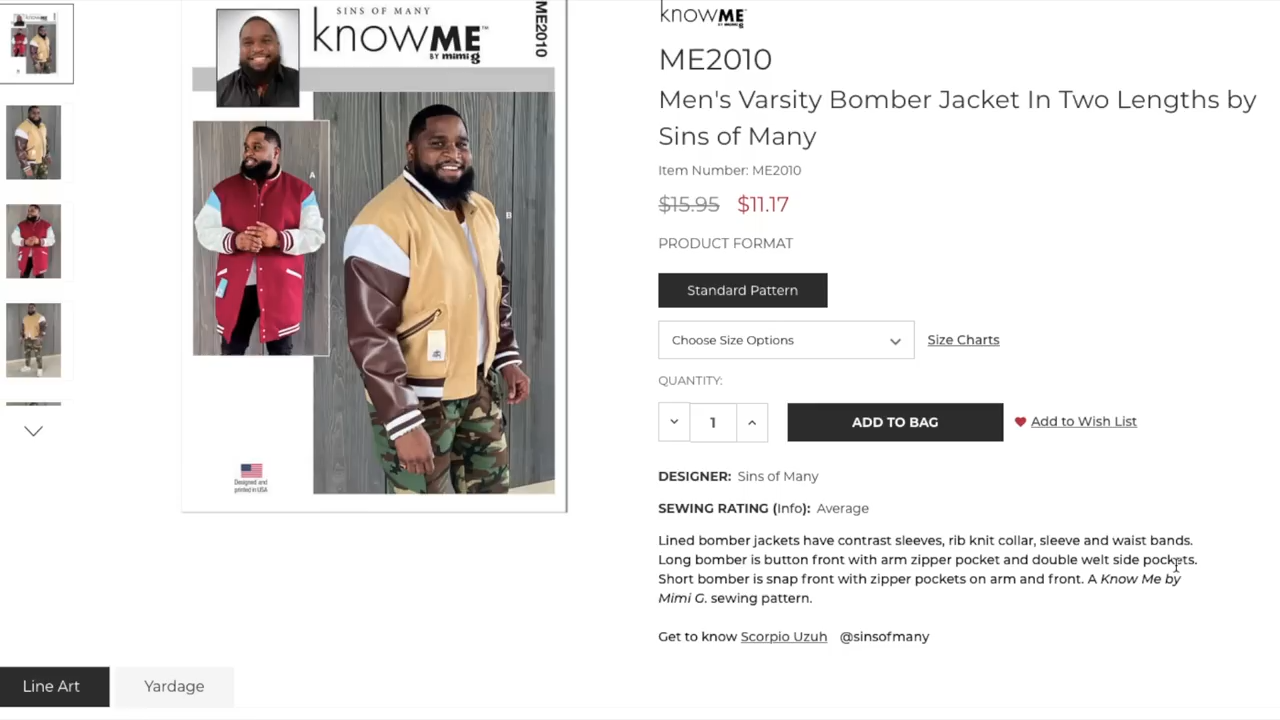 SINS OF MANY
knowME™
BY mimi g
ME2010
A
B
Designed and
printed in USA
knowME
BY mimi g
ME2010
Men's Varsity Bomber Jacket In Two Lengths by
Sins of Many
Item Number: ME2010
$15.95 $11.17
PRODUCT FORMAT
Standard Pattern
Choose Size Options
Size Charts
QUANTITY:
1
ADD TO BAG
Add to Wish List
DESIGNER: Sins of Many
SEWING RATING (Info): Average
Lined bomber jackets have contrast sleeves, rib knit collar, sleeve and waist bands.
Long bomber is button front with arm zipper pocket and double welt side pockets.
Short bomber is snap front with zipper pockets on arm and front. A Know Me by
Mimi G. sewing pattern.
Get to know Scorpio Uzuh @sinsofmany
Line Art
Yardage